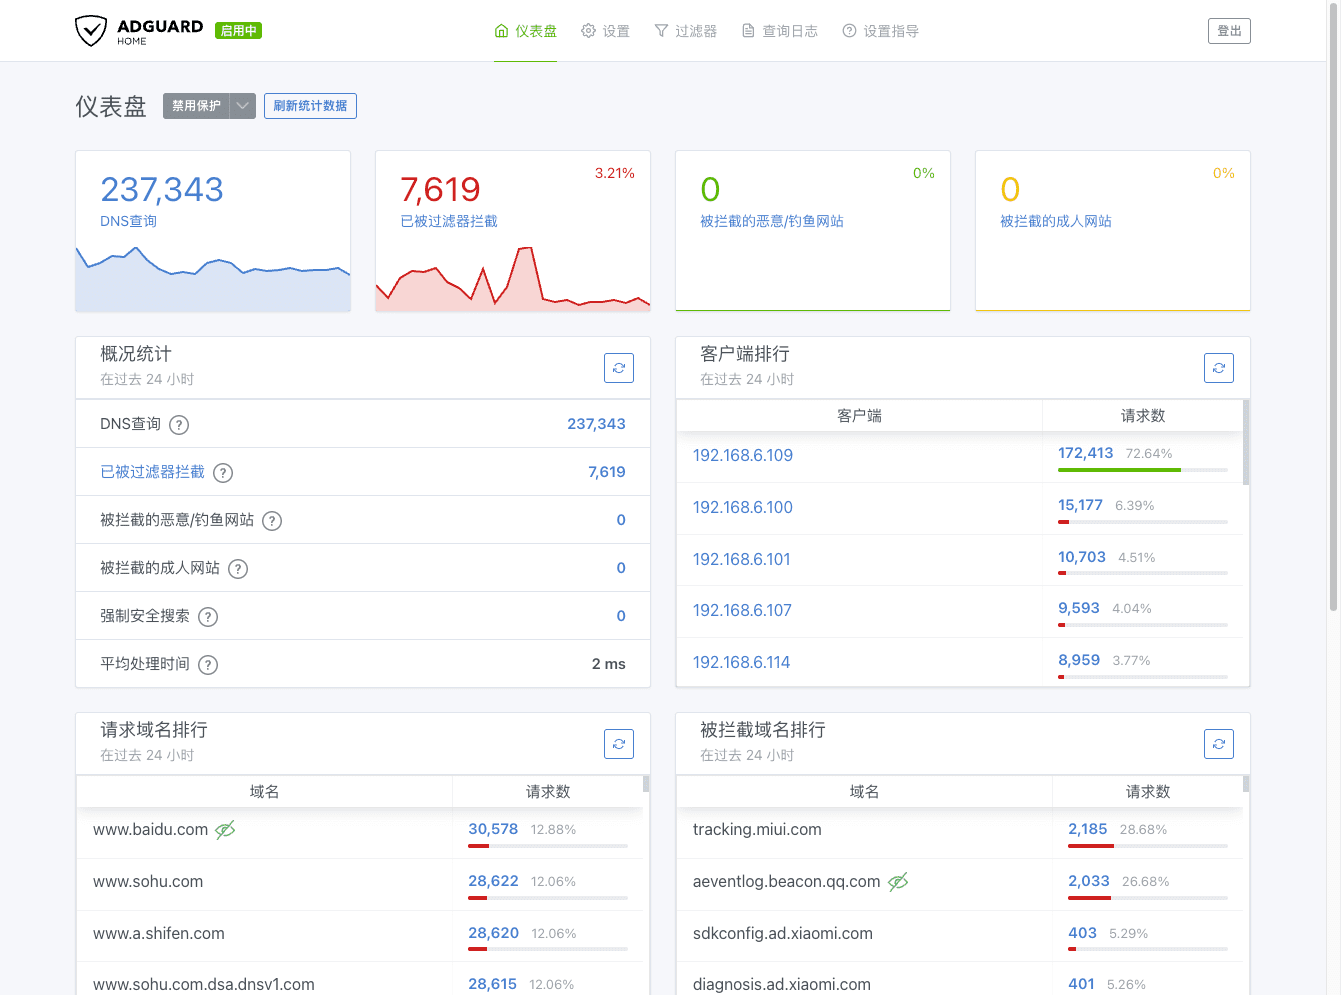 ADGUARD
HOME
启用中
仪表盘
设置
过滤器
查询日志
设置指导
登出
仪表盘
禁用保护
刷新统计数据
237,343
DNS查询
7,619
3.21%
已被过滤器拦截
0
0%
被拦截的恶意/钓鱼网站
0
0%
被拦截的成人网站
概况统计
在过去 24 小时
DNS查询 ?
237,343
已被过滤器拦截 ?
7,619
被拦截的恶意/钓鱼网站 ?
0
被拦截的成人网站 ?
0
强制安全搜索 ?
0
平均处理时间 ?
2 ms
客户端排行
在过去 24 小时
客户端
请求数
192.168.6.109
172,413 72.64%
192.168.6.100
15,177 6.39%
192.168.6.101
10,703 4.51%
192.168.6.107
9,593 4.04%
192.168.6.114
8,959 3.77%
请求域名排行
在过去 24 小时
域名
请求数
www.baidu.com
30,578 12.88%
www.sohu.com
28,622 12.06%
www.a.shifen.com
28,620 12.06%
www.sohu.com.dsa.dnsv1.com
28,615 12.06%
被拦截域名排行
在过去 24 小时
域名
请求数
tracking.miui.com
2,185 28.68%
aeventlog.beacon.qq.com
2,033 26.68%
sdkconfig.ad.xiaomi.com
403 5.29%
diagnosis.ad.xiaomi.com
401 5.26%